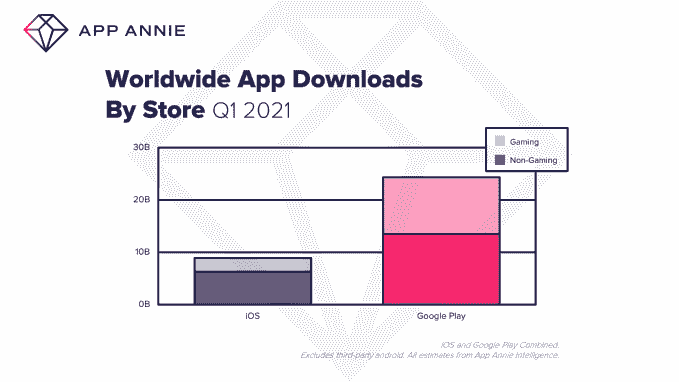 APP ANNIE
Worldwide App Downloads
By Store Q1 2021
Gaming
Non-Gaming
30B
20B
10B
0B
iOS
Google Play
iOS and Google Play Combined.
Excludes third-party android. All estimates from App Annie Intelligence.